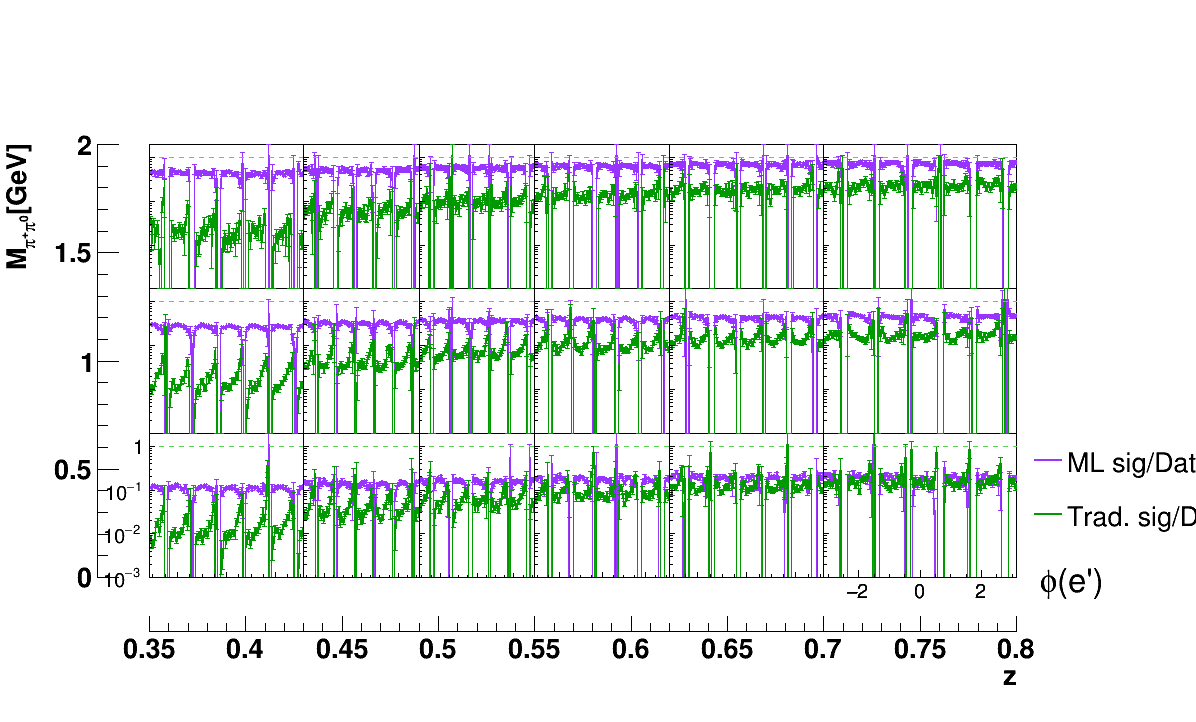 M_{π⁺π⁰}[GeV]
2
1.5
1
0.5
0
1
10⁻¹
10⁻²
10⁻³
ML sig/Dat
Trad. sig/D
−2 0 2
ϕ(e')
0.35 0.4 0.45 0.5 0.55 0.6 0.65 0.7 0.75 0.8
z